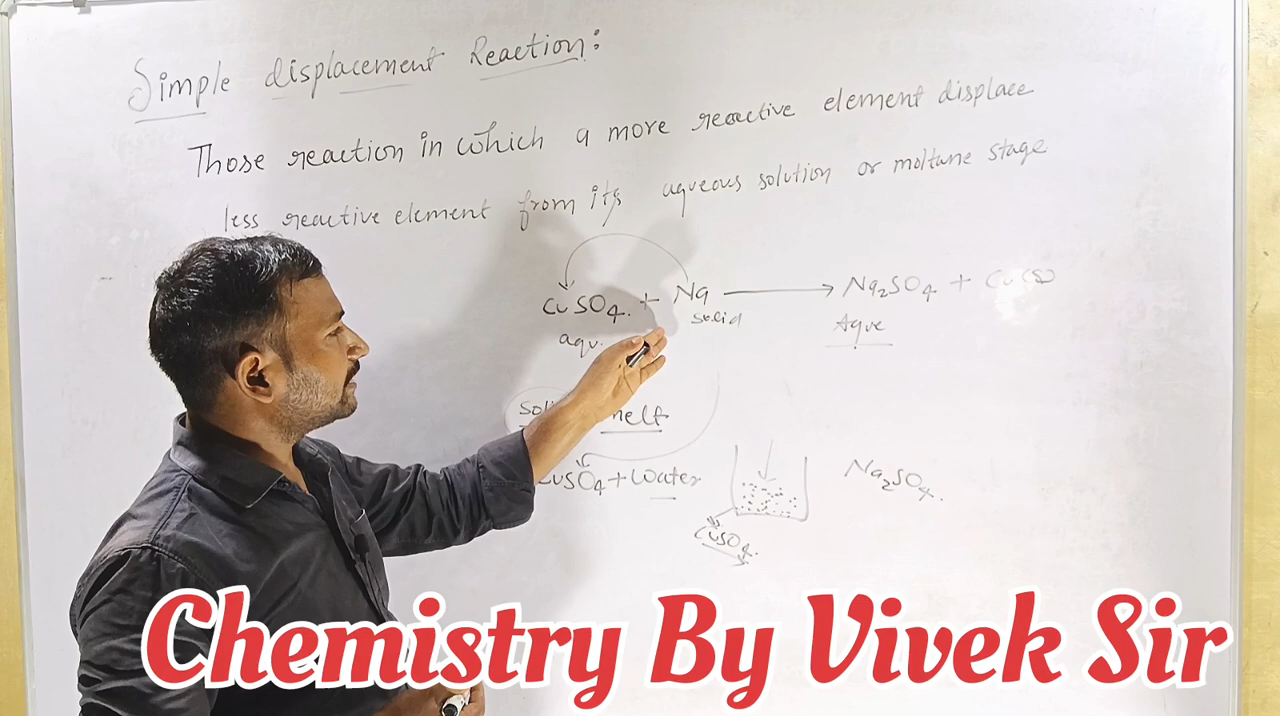 Simple displacement Reaction:
Those reaction in which a more reactive element displace
less reactive element from its aqueous solution or moltane stage
CuSO4. + Na → Na2SO4 + Cu(s)
aqu. solid Aque
melt
CuSO4 + Water Na2SO4.
CuSO4.
Chemistry By Vivek Sir